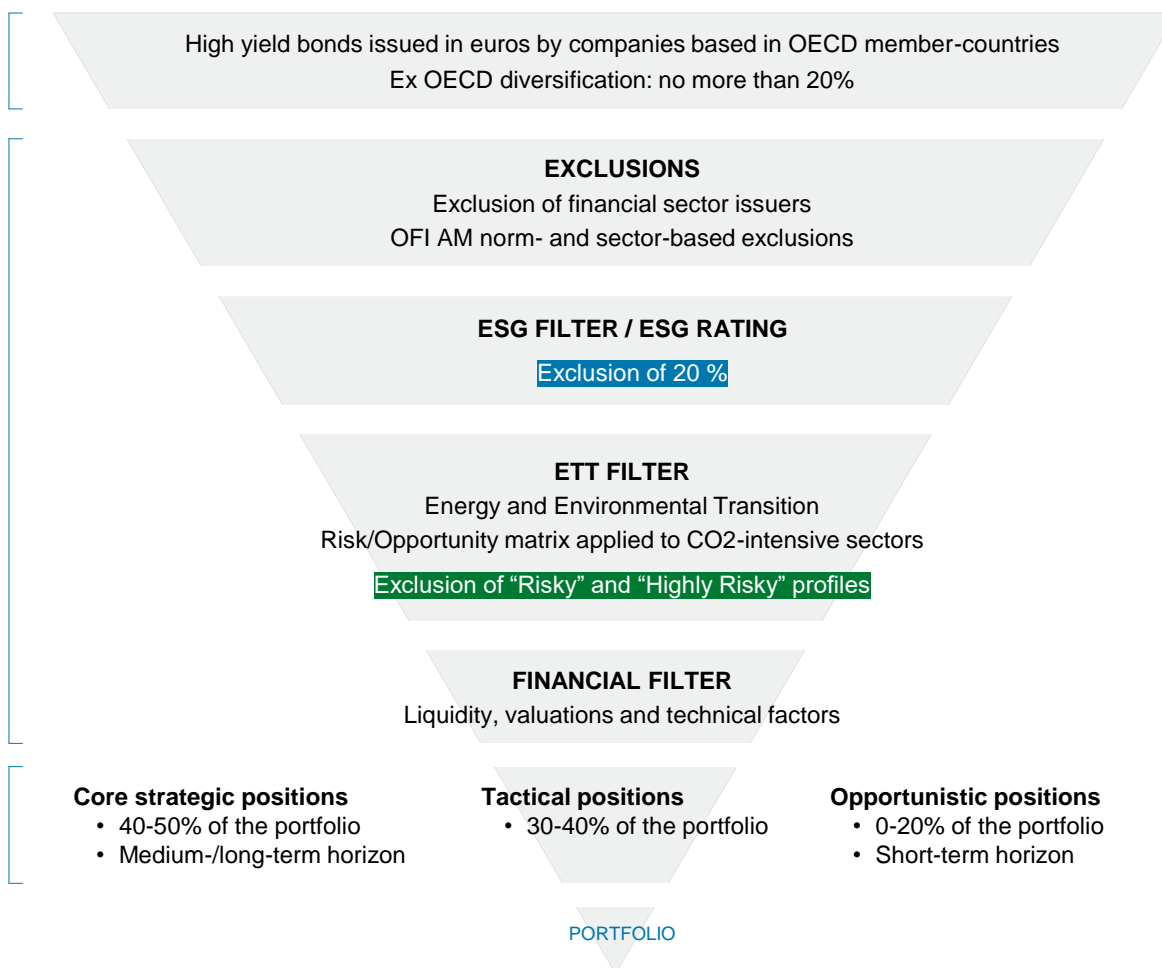 High yield bonds issued in euros by companies based in OECD member-countries
Ex OECD diversification: no more than 20%
EXCLUSIONS
Exclusion of financial sector issuers
OFI AM norm- and sector-based exclusions
ESG FILTER / ESG RATING
Exclusion of 20 %
ETT FILTER
Energy and Environmental Transition
Risk/Opportunity matrix applied to CO2-intensive sectors
Exclusion of “Risky” and “Highly Risky” profiles
FINANCIAL FILTER
Liquidity, valuations and technical factors
Core strategic positions
• 40-50% of the portfolio
• Medium-/long-term horizon
Tactical positions
• 30-40% of the portfolio
Opportunistic positions
• 0-20% of the portfolio
• Short-term horizon
PORTFOLIO